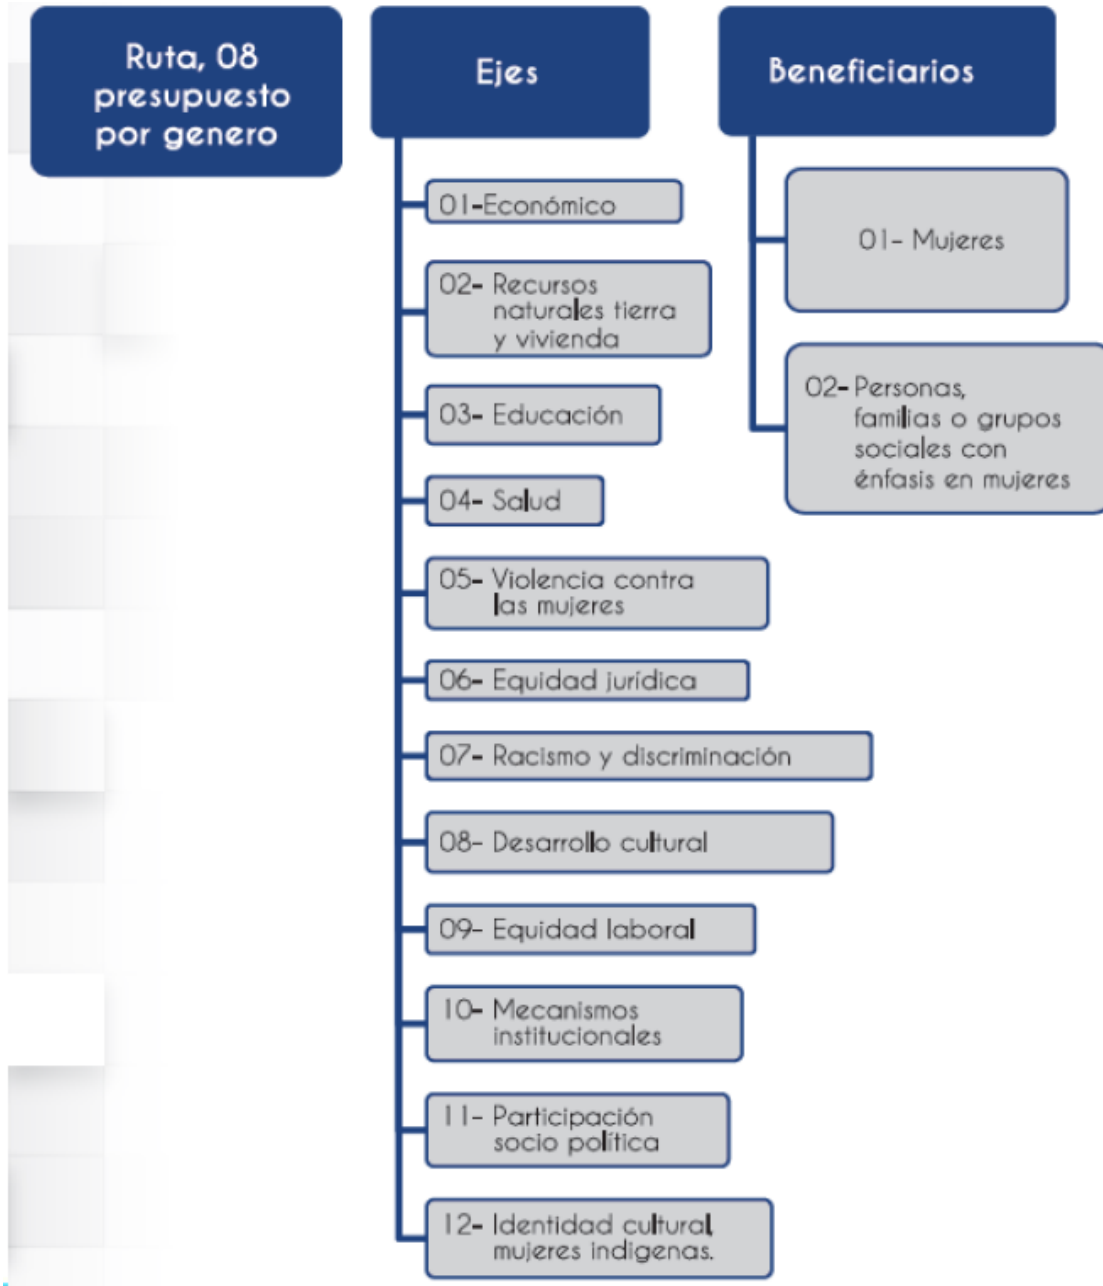 Ruta, 08
presupuesto
por genero
Ejes
01-Económico
02- Recursos
naturales tierra
y vivienda
03- Educación
04- Salud
05- Violencia contra
las mujeres
06- Equidad jurídica
07- Racismo y discriminación
08- Desarrollo cultural
09- Equidad laboral
10- Mecanismos
institucionales
11- Participación
socio política
12- Identidad cultural,
mujeres indigenas.
Beneficiarios
01- Mujeres
02- Personas,
familias o grupos
sociales con
énfasis en mujeres